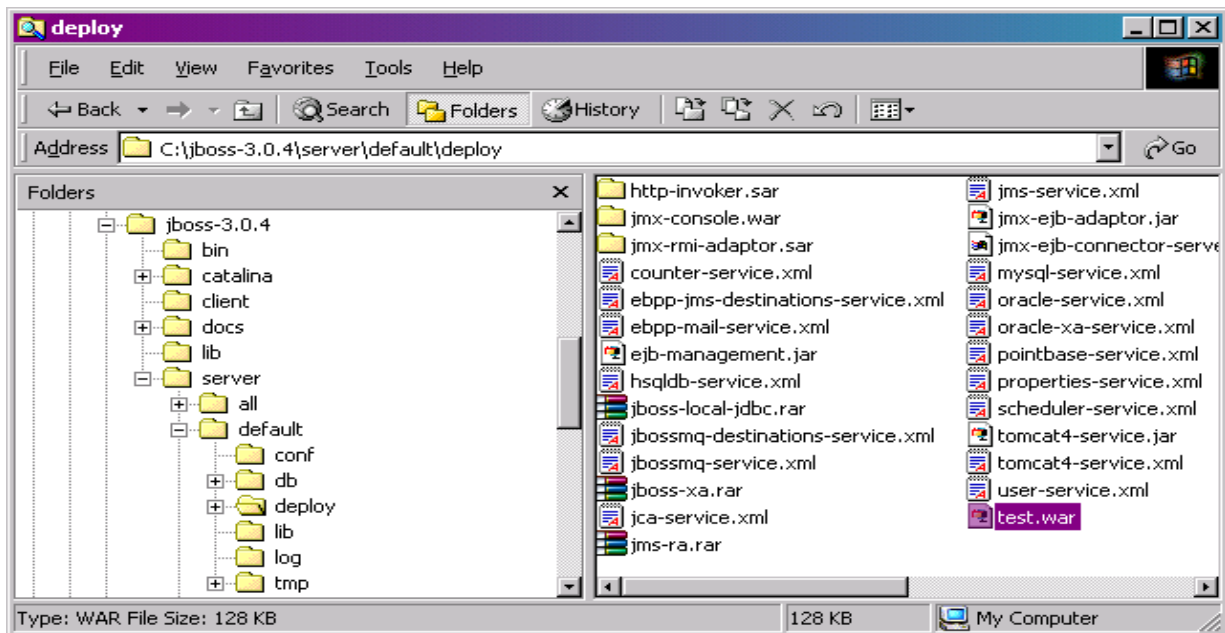 deploy
File Edit View Favorites Tools Help
Back Search Folders History
Address C:\jboss-3.0.4\server\default\deploy Go
Folders
jboss-3.0.4
bin
catalina
client
docs
lib
server
all
default
conf
db
deploy
lib
log
tmp
http-invoker.sar
jmx-console.war
jmx-rmi-adaptor.sar
counter-service.xml
ebpp-jms-destinations-service.xml
ebpp-mail-service.xml
ejb-management.jar
hsqldb-service.xml
jboss-local-jdbc.rar
jbossmq-destinations-service.xml
jbossmq-service.xml
jboss-xa.rar
jca-service.xml
jms-ra.rar
jms-service.xml
jmx-ejb-adaptor.jar
jmx-ejb-connector-serve
mysql-service.xml
oracle-service.xml
oracle-xa-service.xml
pointbase-service.xml
properties-service.xml
scheduler-service.xml
tomcat4-service.jar
tomcat4-service.xml
user-service.xml
test.war
Type: WAR File Size: 128 KB 128 KB My Computer